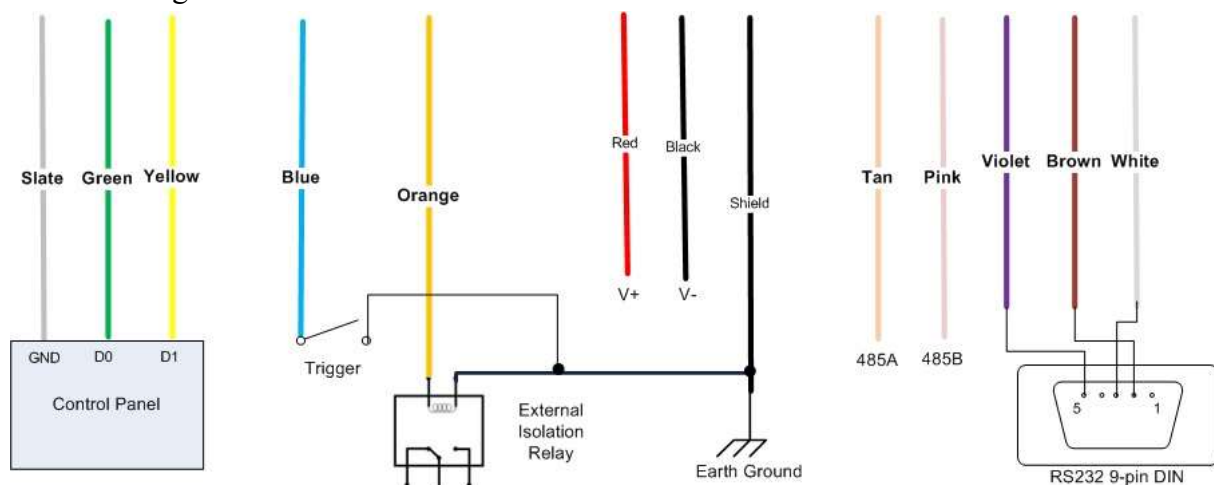 Slate
Green
Yellow
Blue
Orange
Red
Black
Shield
Tan
Pink
Violet
Brown
White
V+
V-
GND
D0
D1
Trigger
485A
485B
Control Panel
External
Isolation
Relay
Earth Ground
5
1
RS232 9-pin DIN